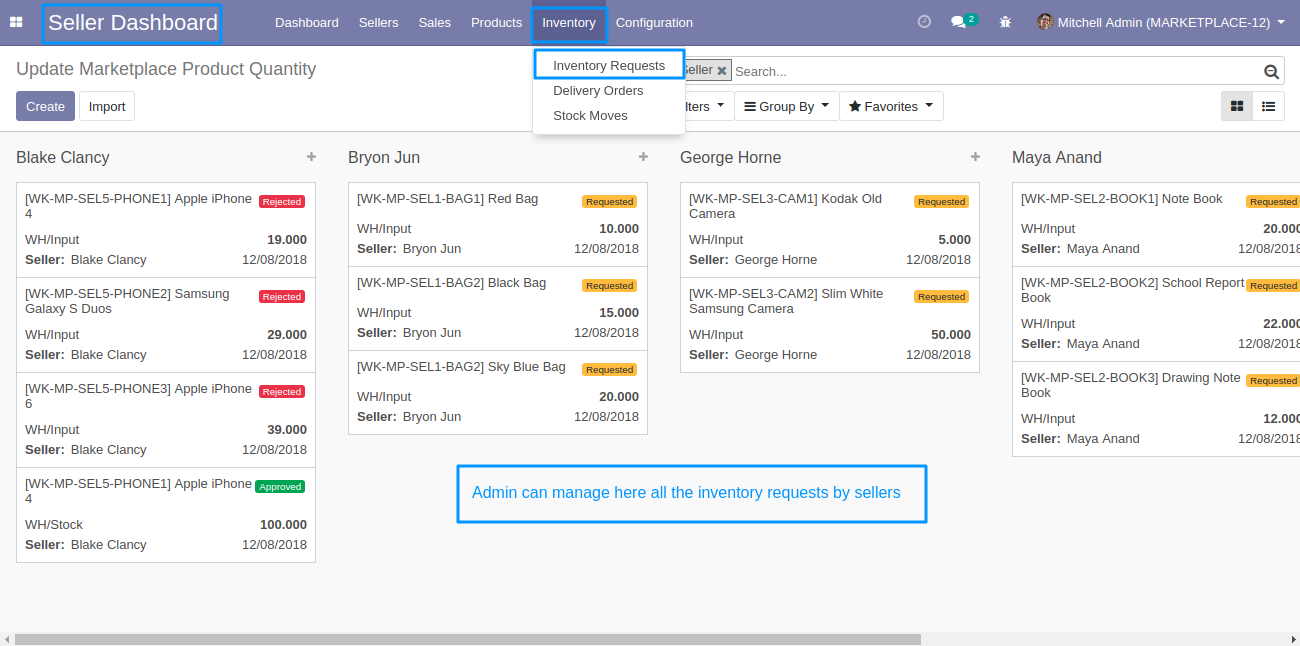 Seller Dashboard
Dashboard Sellers Sales Products Inventory Configuration
2
Mitchell Admin (MARKETPLACE-12)
Update Marketplace Product Quantity
Inventory Requests
Delivery Orders
Stock Moves
Search...
Create Import
Group By Favorites
Blake Clancy
[WK-MP-SEL5-PHONE1] Apple iPhone
4
Rejected
WH/Input 19.000
Seller: Blake Clancy 12/08/2018
[WK-MP-SEL5-PHONE2] Samsung
Galaxy S Duos
Rejected
WH/Input 29.000
Seller: Blake Clancy 12/08/2018
[WK-MP-SEL5-PHONE3] Apple iPhone
6
Rejected
WH/Input 39.000
Seller: Blake Clancy 12/08/2018
[WK-MP-SEL5-PHONE1] Apple iPhone
4
Approved
WH/Stock 100.000
Seller: Blake Clancy 12/08/2018
Bryon Jun
[WK-MP-SEL1-BAG1] Red Bag
Requested
WH/Input 10.000
Seller: Bryon Jun 12/08/2018
[WK-MP-SEL1-BAG2] Black Bag
Requested
WH/Input 15.000
Seller: Bryon Jun 12/08/2018
[WK-MP-SEL1-BAG2] Sky Blue Bag
Requested
WH/Input 20.000
Seller: Bryon Jun 12/08/2018
George Horne
[WK-MP-SEL3-CAM1] Kodak Old
Camera
Requested
WH/Input 5.000
Seller: George Horne 12/08/2018
[WK-MP-SEL3-CAM2] Slim White
Samsung Camera
Requested
WH/Input 50.000
Seller: George Horne 12/08/2018
Maya Anand
[WK-MP-SEL2-BOOK1] Note Book
Requested
WH/Input 20.000
Seller: Maya Anand 12/08/2018
[WK-MP-SEL2-BOOK2] School Report
Book
Requested
WH/Input 22.000
Seller: Maya Anand 12/08/2018
[WK-MP-SEL2-BOOK3] Drawing Note
Book
Requested
WH/Input 12.000
Seller: Maya Anand 12/08/2018
Admin can manage here all the inventory requests by sellers